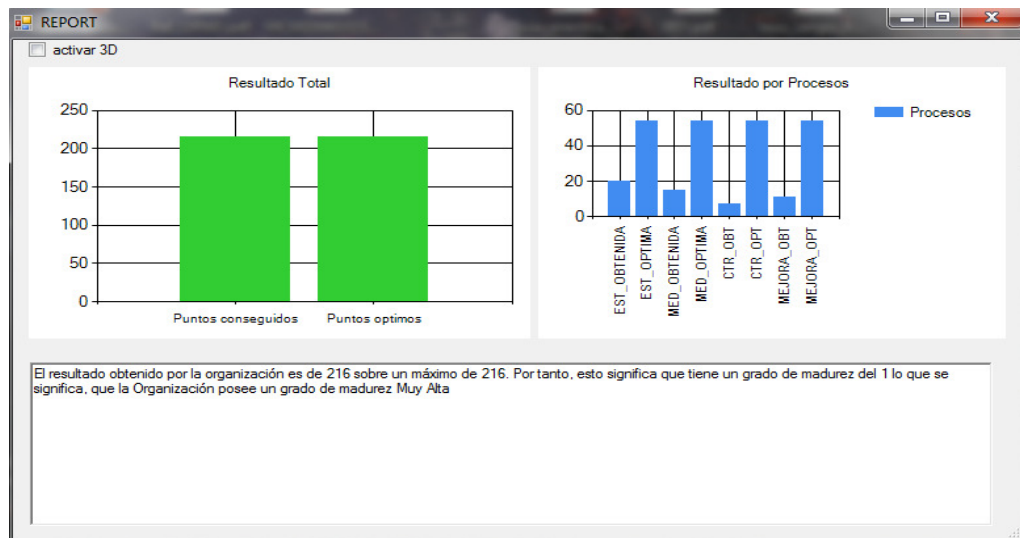 REPORT
activar 3D
Resultado Total
250
200
150
100
50
0
Puntos conseguidos
Puntos optimos
Resultado por Procesos
60
40
20
0
EST_OBTENIDA
EST_OPTIMA
MED_OBTENIDA
MED_OPTIMA
CTR_OBT
CTR_OPT
MEJORA_OBT
MEJORA_OPT
Procesos
El resultado obtenido por la organización es de 216 sobre un máximo de 216. Por tanto, esto significa que tiene un grado de madurez del 1 lo que se
significa, que la Organización posee un grado de madurez Muy Alta